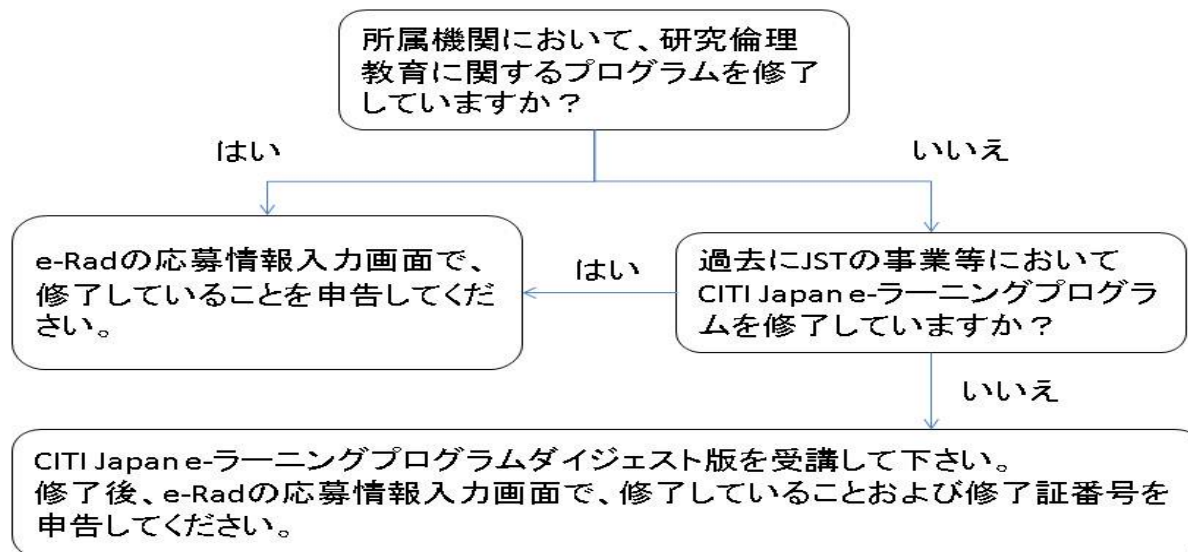 所属機関において、研究倫理
教育に関するプログラムを修了
していますか？
はい
いいえ
e-Radの応募情報入力画面で、
修了していることを申告してくだ
さい。
はい
過去にJSTの事業等において
CITI Japan e-ラーニングプログラ
ムを修了していますか？
いいえ
CITI Japan e-ラーニングプログラムダイジェスト版を受講して下さい。
修了後、e-Radの応募情報入力画面で、修了していることおよび修了証番号を
申告してください。